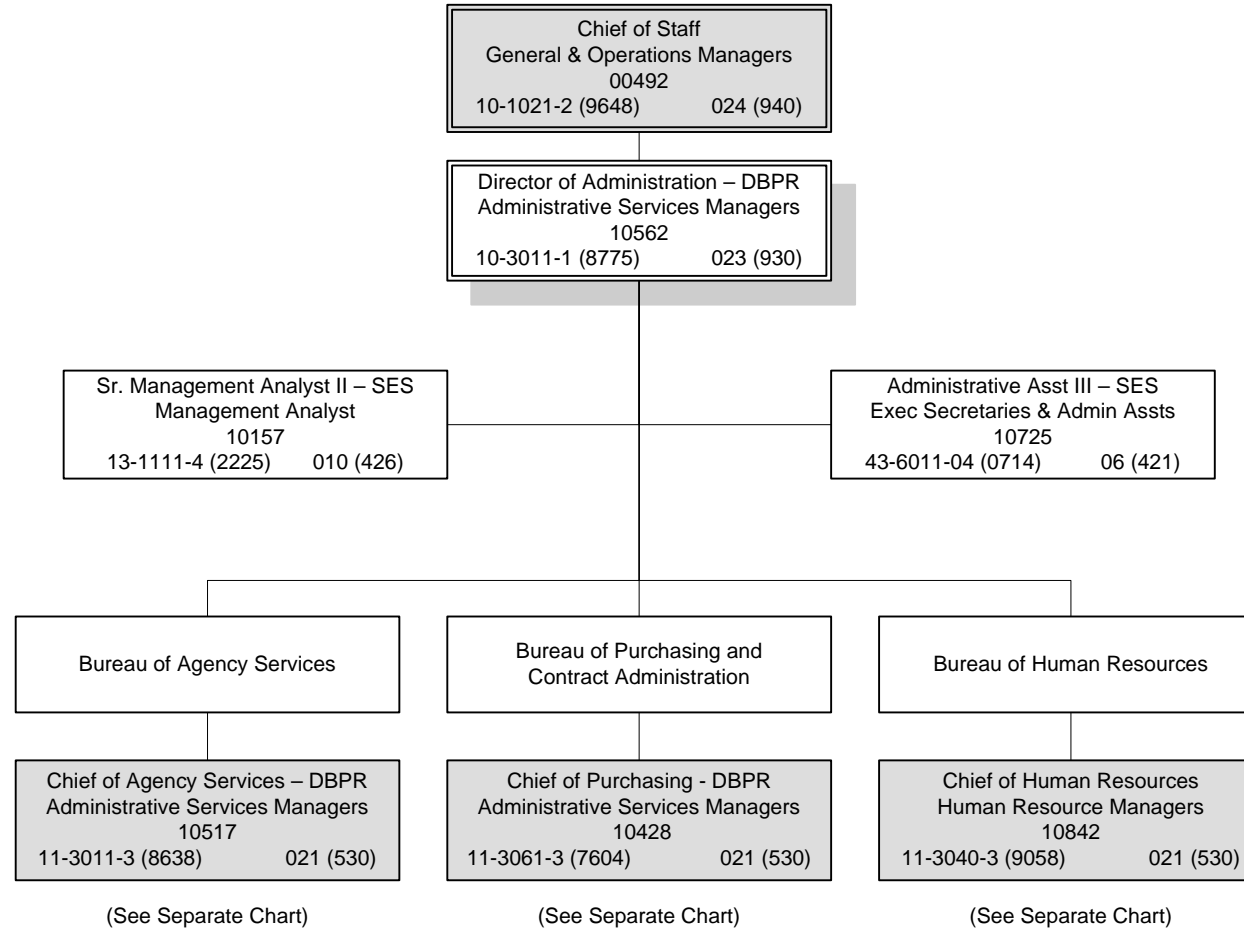 Chief of Staff
General & Operations Managers
00492
10-1021-2 (9648) 024 (940)
Director of Administration – DBPR
Administrative Services Managers
10562
10-3011-1 (8775) 023 (930)
Sr. Management Analyst II – SES
Management Analyst
10157
13-1111-4 (2225) 010 (426)
Administrative Asst III – SES
Exec Secretaries & Admin Assts
10725
43-6011-04 (0714) 06 (421)
Bureau of Agency Services
Bureau of Purchasing and
Contract Administration
Bureau of Human Resources
Chief of Agency Services – DBPR
Administrative Services Managers
10517
11-3011-3 (8638) 021 (530)
Chief of Purchasing - DBPR
Administrative Services Managers
10428
11-3061-3 (7604) 021 (530)
Chief of Human Resources
Human Resource Managers
10842
11-3040-3 (9058) 021 (530)
(See Separate Chart)
(See Separate Chart)
(See Separate Chart)